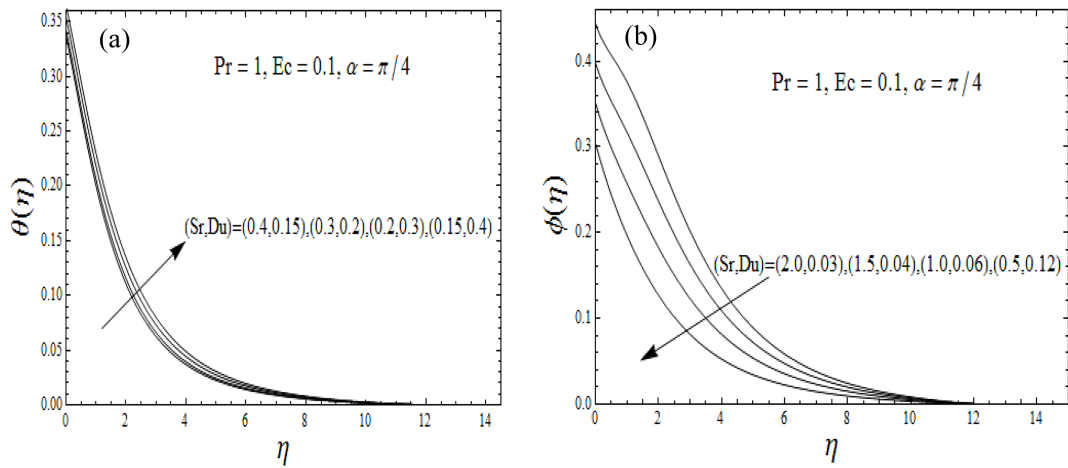 (a)
Pr = 1, Ec = 0.1, α = π/4
(Sr,Du)=(0.4,0.15),(0.3,0.2),(0.2,0.3),(0.15,0.4)
θ(η)
0.35
0.30
0.25
0.20
0.15
0.10
0.05
0.00
0 2 4 6 8 10 12 14
η
(b)
Pr = 1, Ec = 0.1, α = π/4
(Sr,Du)=(2.0,0.03),(1.5,0.04),(1.0,0.06),(0.5,0.12)
ϕ(η)
0.4
0.3
0.2
0.1
0.0
0 2 4 6 8 10 12 14
η